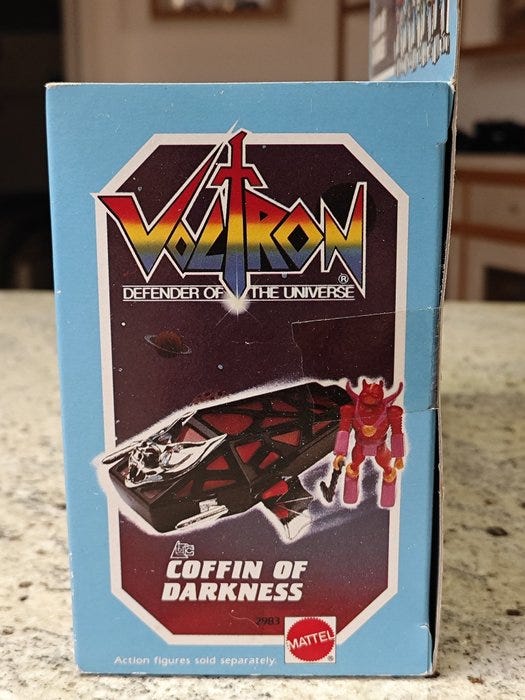 VOLTRON
®
DEFENDER OF THE UNIVERSE
COFFIN OF
DARKNESS
2983
MATTEL
®
Action figures sold separately.